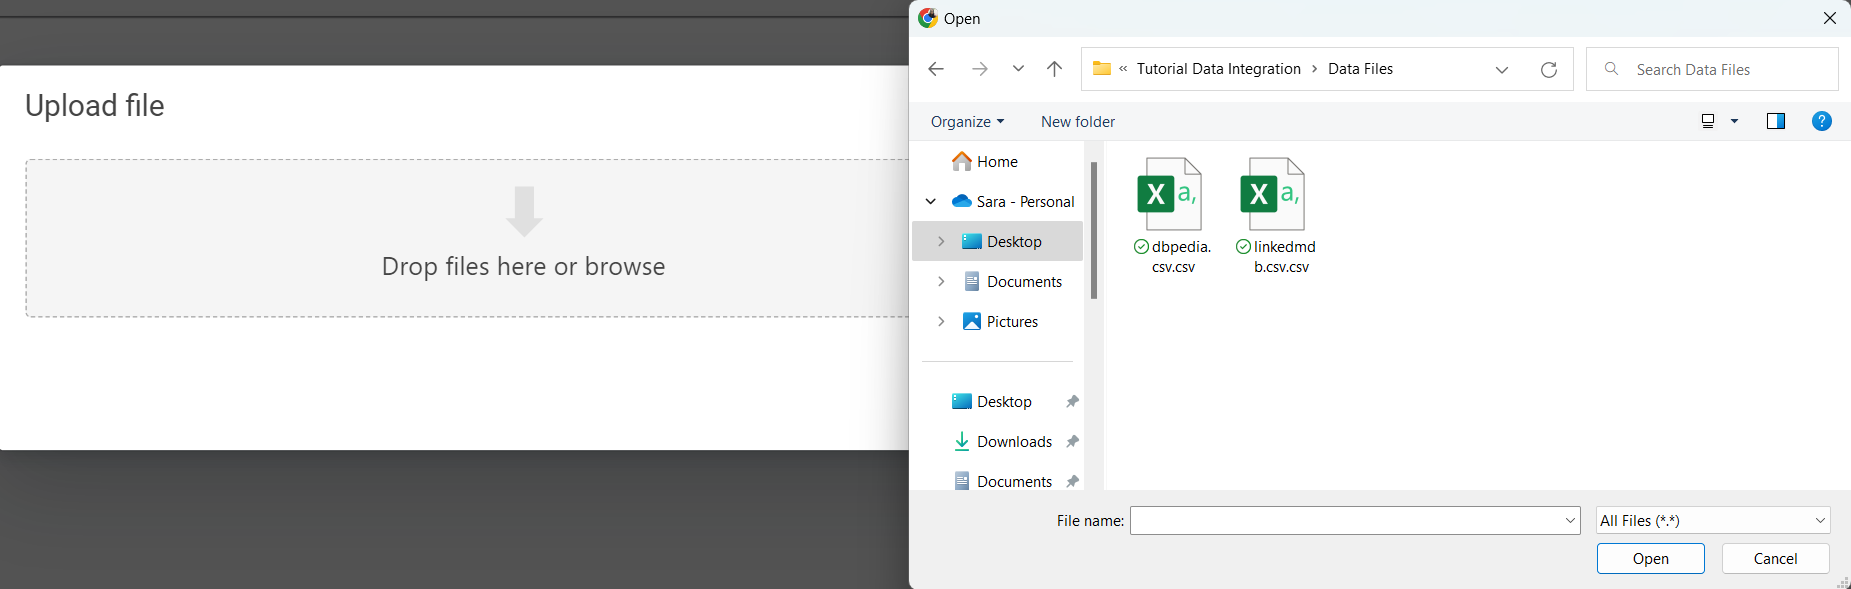 Upload file
Drop files here or browse
Open
« Tutorial Data Integration › Data Files
Search Data Files
Organize
New folder
?
Home
Sara - Personal
Desktop
Documents
Pictures
Desktop
Downloads
Documents
X a,
dbpedia.
csv.csv
X a,
linkedmd
b.csv.csv
File name:
All Files (*.*)
Open
Cancel